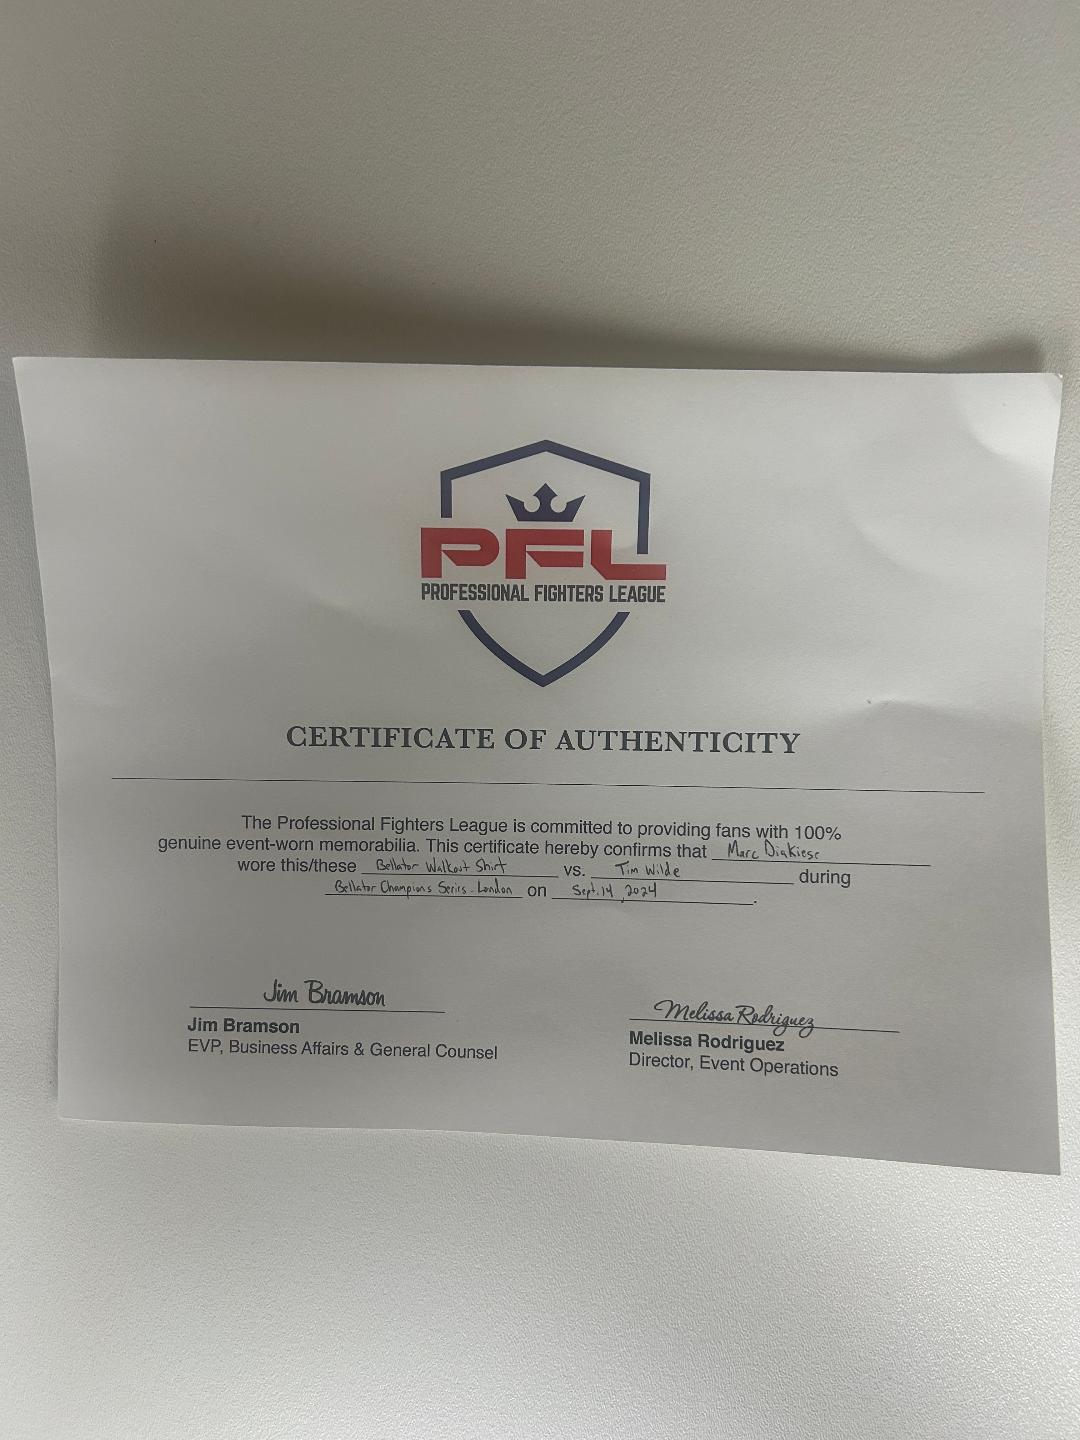 PFL
PROFESSIONAL FIGHTERS LEAGUE
CERTIFICATE OF AUTHENTICITY
The Professional Fighters League is committed to providing fans with 100%
genuine event-worn memorabilia. This certificate hereby confirms that Marc Diakiese
wore this/these Bellator Walkout Shirt vs. Tim Wilde during
Bellator Champions Series - London on Sept. 14, 2024.
Jim Bramson
Melissa Rodriguez
Jim Bramson
EVP, Business Affairs & General Counsel
Melissa Rodriguez
Director, Event Operations